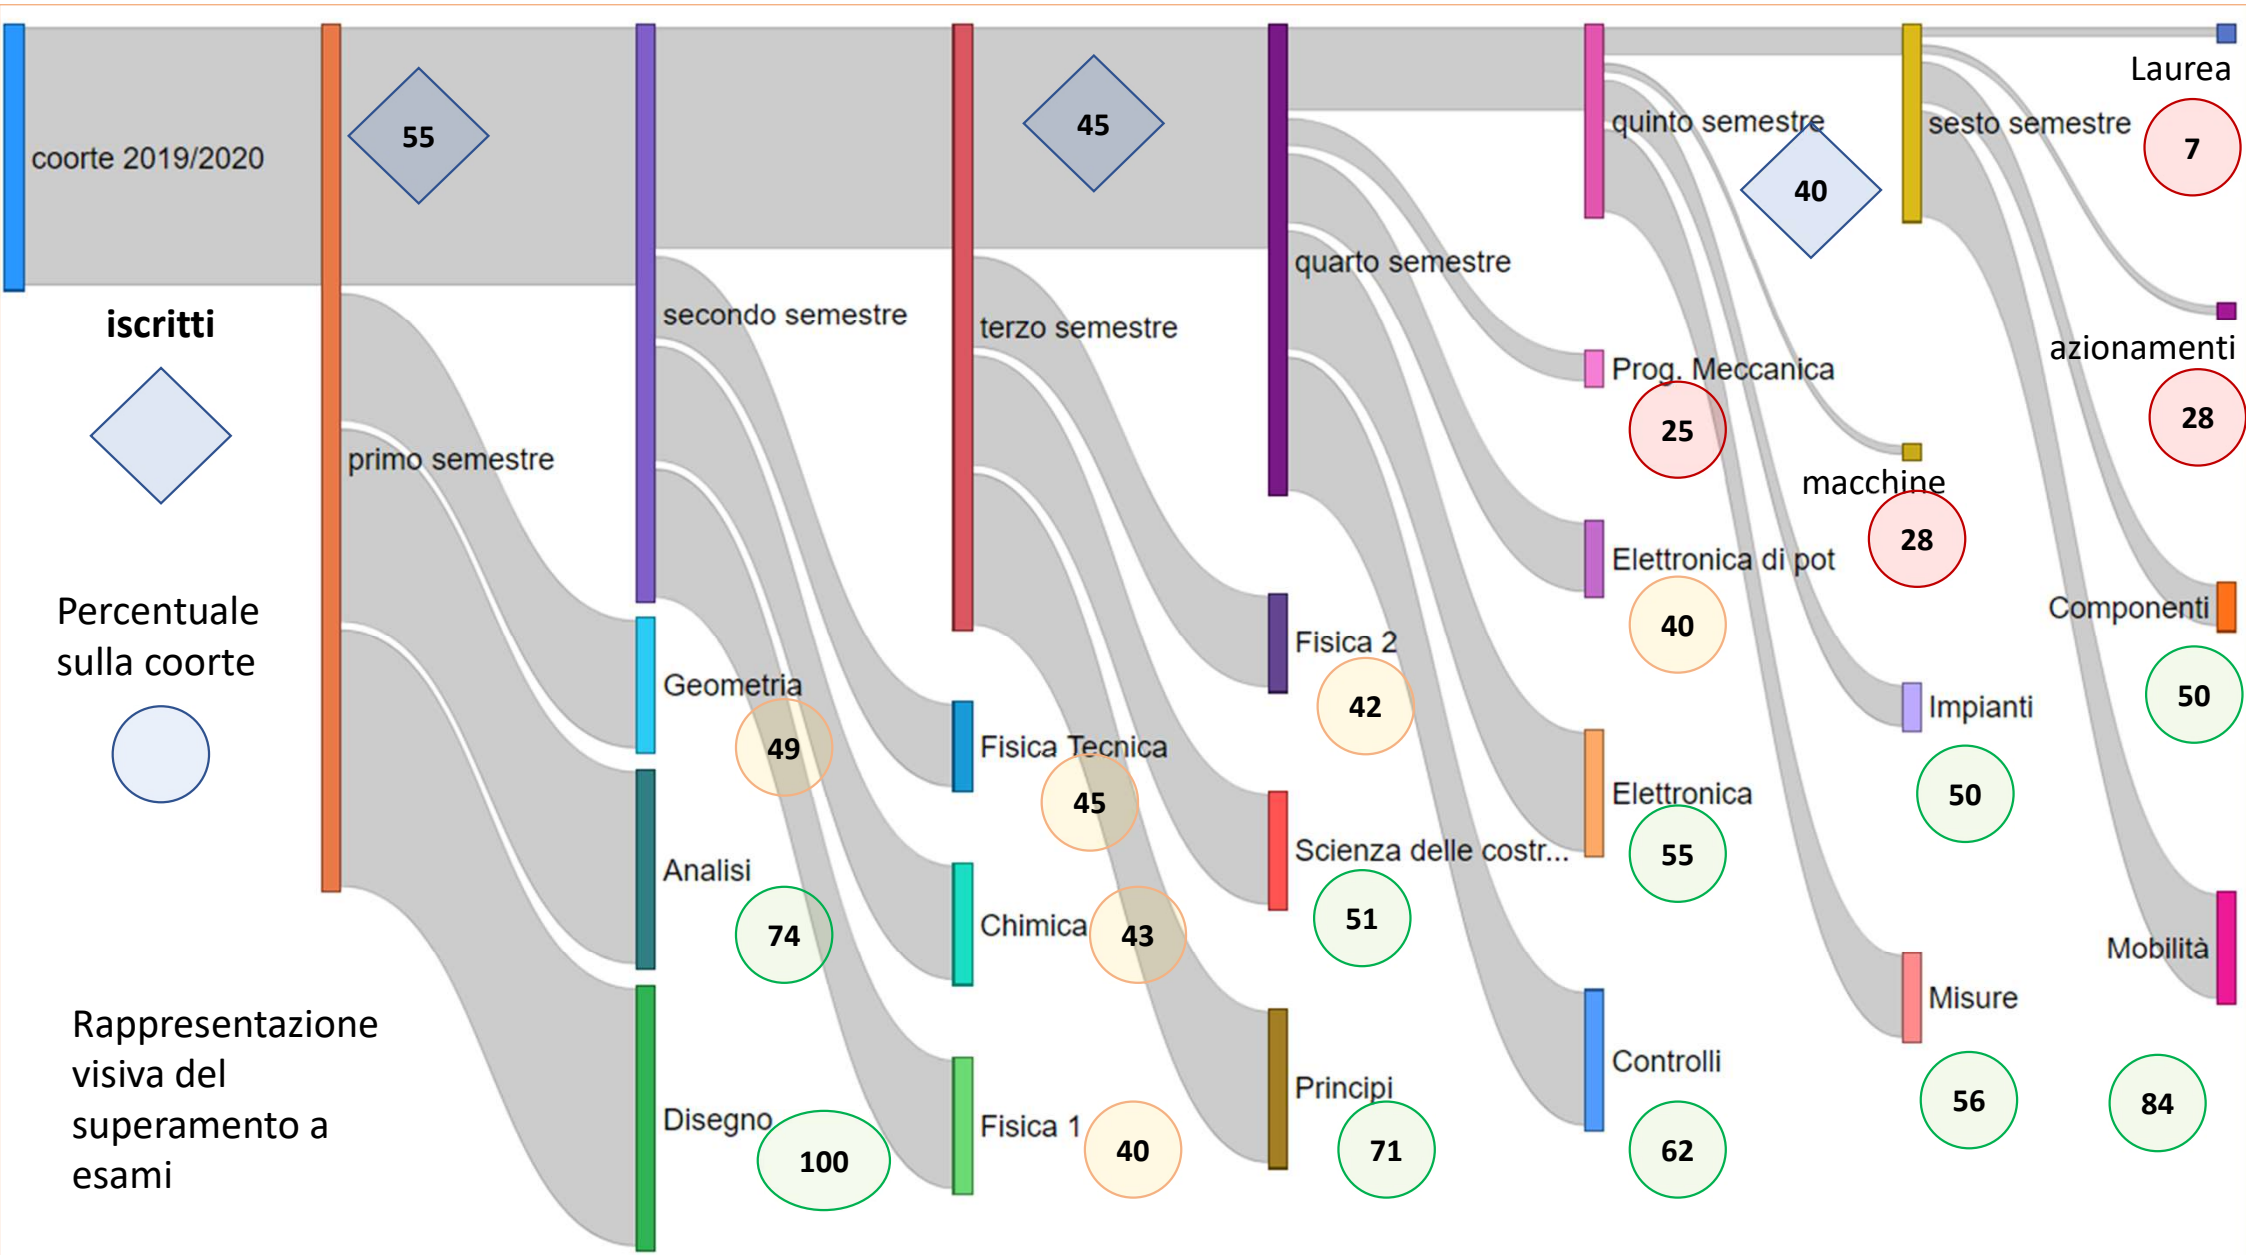 coorte 2019/2020
iscritti
Percentuale
sulla coorte
Rappresentazione
visiva del
superamento a
esami
55
primo semestre
secondo semestre
Geometria
49
Analisi
74
Disegno
100
45
terzo semestre
Fisica Tecnica
45
Chimica
43
Fisica 1
40
quarto semestre
Fisica 2
42
Scienza delle costr...
51
Principi
71
quinto semestre
40
Prog. Meccanica
25
Elettronica di pot
40
Elettronica
55
Controlli
62
sesto semestre
macchine
28
Impianti
50
Misure
56
Laurea
7
azionamenti
28
Componenti
50
Mobilità
84